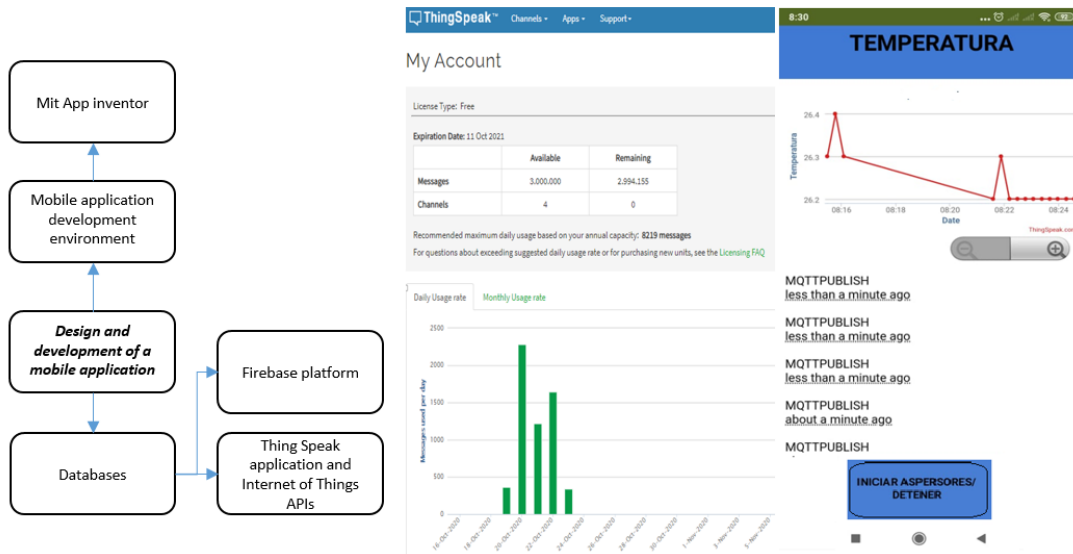 Mit App inventor
Mobile application
development
environment
Design and
development of a
mobile application
Databases
Firebase platform
Thing Speak
application and
Internet of Things
APIs
ThingSpeak™ Channels Apps Support
My Account
License Type: Free
Expiration Date: 11 Oct 2021
Available Remaining
Messages 3.000.000 2.994.155
Channels 4 0
Recommended maximum daily usage based on your annual capacity: 8219 messages
For questions about exceeding suggested daily usage rate or for purchasing new units, see the Licensing FAQ
Daily Usage rate Monthly Usage rate
Messages used per day
2500
2000
1500
1000
500
0
16-Oct-2020 18-Oct-2020 20-Oct-2020 22-Oct-2020 24-Oct-2020 26-Oct-2020 28-Oct-2020 30-Oct-2020 1-Nov-2020 3-Nov-2020 5-Nov-2020
8:30
TEMPERATURA
Temperatura
26.4
26.3
26.2
08:16 08:18 08:20 08:22 08:24
Date
ThingSpeak.com
MQTTPUBLISH
less than a minute ago
MQTTPUBLISH
less than a minute ago
MQTTPUBLISH
less than a minute ago
MQTTPUBLISH
about a minute ago
MQTTPUBLISH
INICIAR ASPERSORES/
DETENER